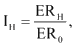 I_H = ER_H / ER_0 ,